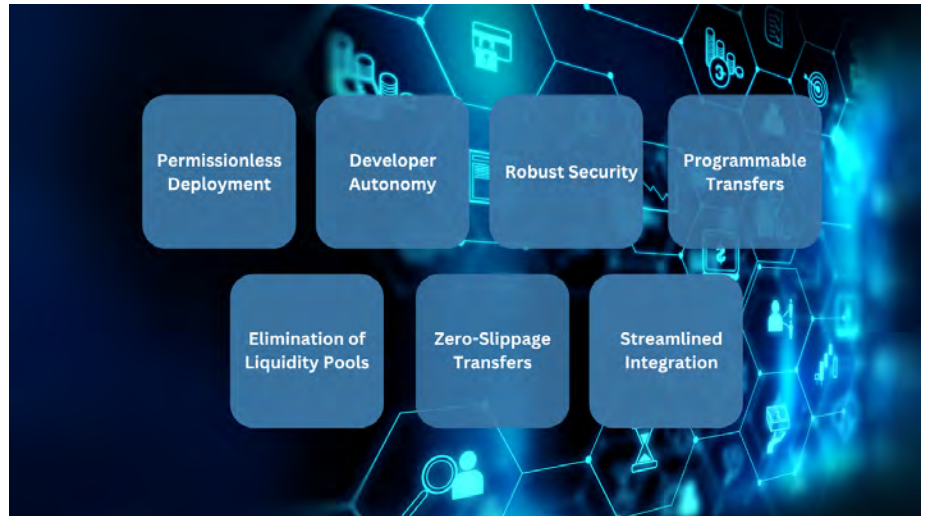 Permissionless
Deployment
Developer
Autonomy
Robust Security
Programmable
Transfers
Elimination of
Liquidity Pools
Zero-Slippage
Transfers
Streamlined
Integration